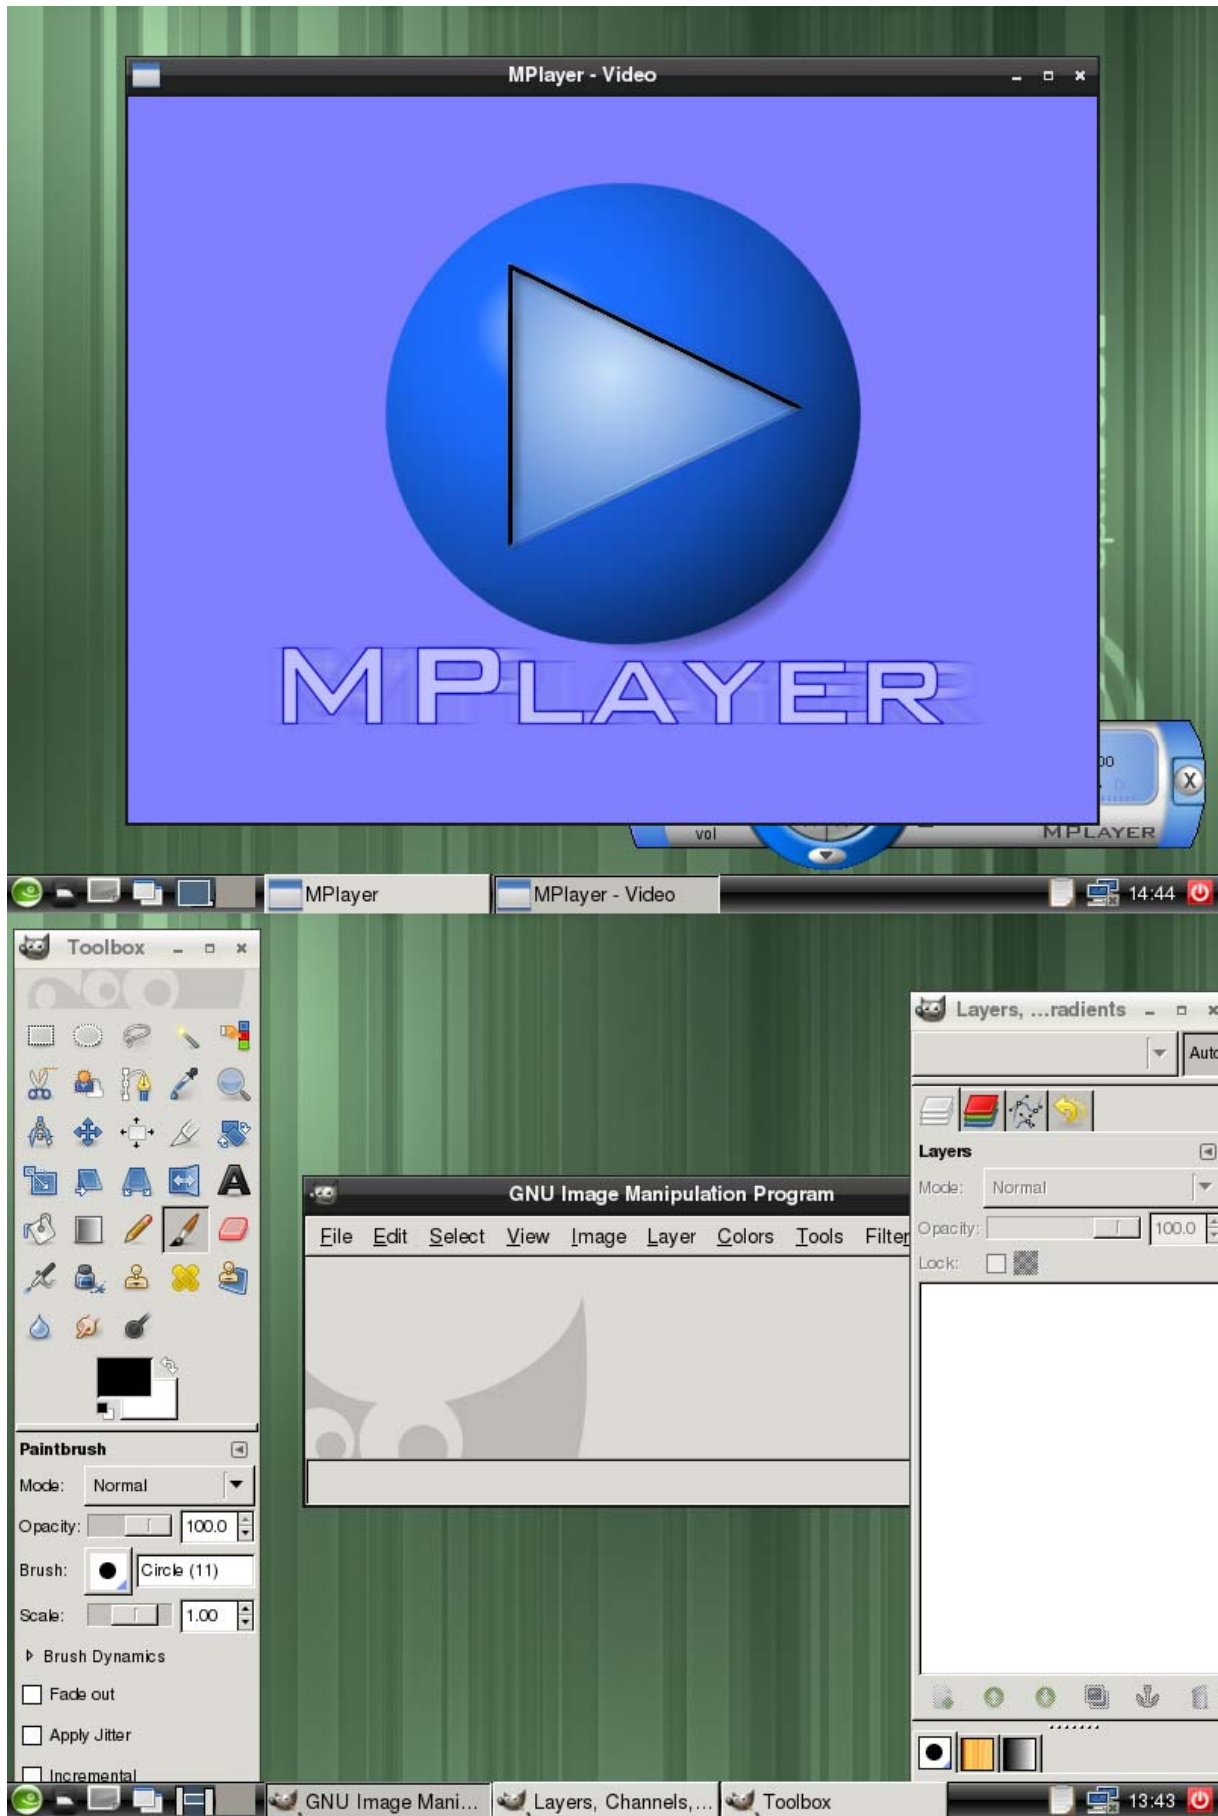 MPlayer - Video
MPLAYER
00
vol
MPLAYER
X
MPlayer
MPlayer - Video
14:44
Toolbox
Layers, ...radients
Auto
Layers
Mode: Normal
Opacity: 100.0
Lock:
GNU Image Manipulation Program
File Edit Select View Image Layer Colors Tools Filter
Paintbrush
Mode: Normal
Opacity: 100.0
Brush: Circle (11)
Scale: 1.00
Brush Dynamics
Fade out
Apply Jitter
Incremental
GNU Image Mani...
Layers, Channels,...
Toolbox
13:43